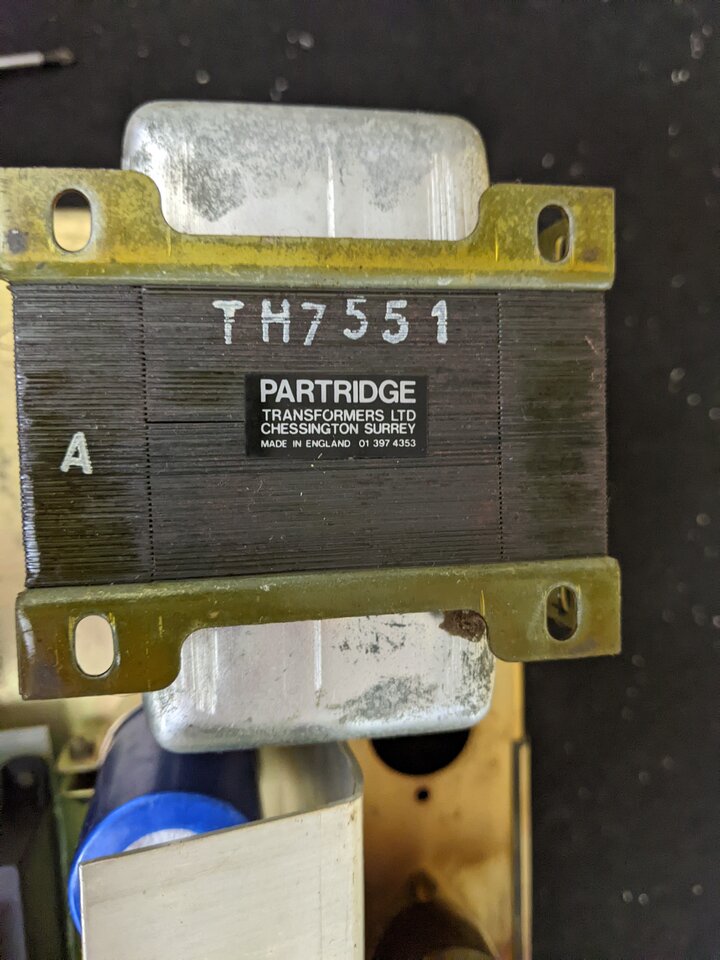 TH7551
PARTRIDGE
TRANSFORMERS LTD
CHESSINGTON SURREY
MADE IN ENGLAND 01 397 4353
A